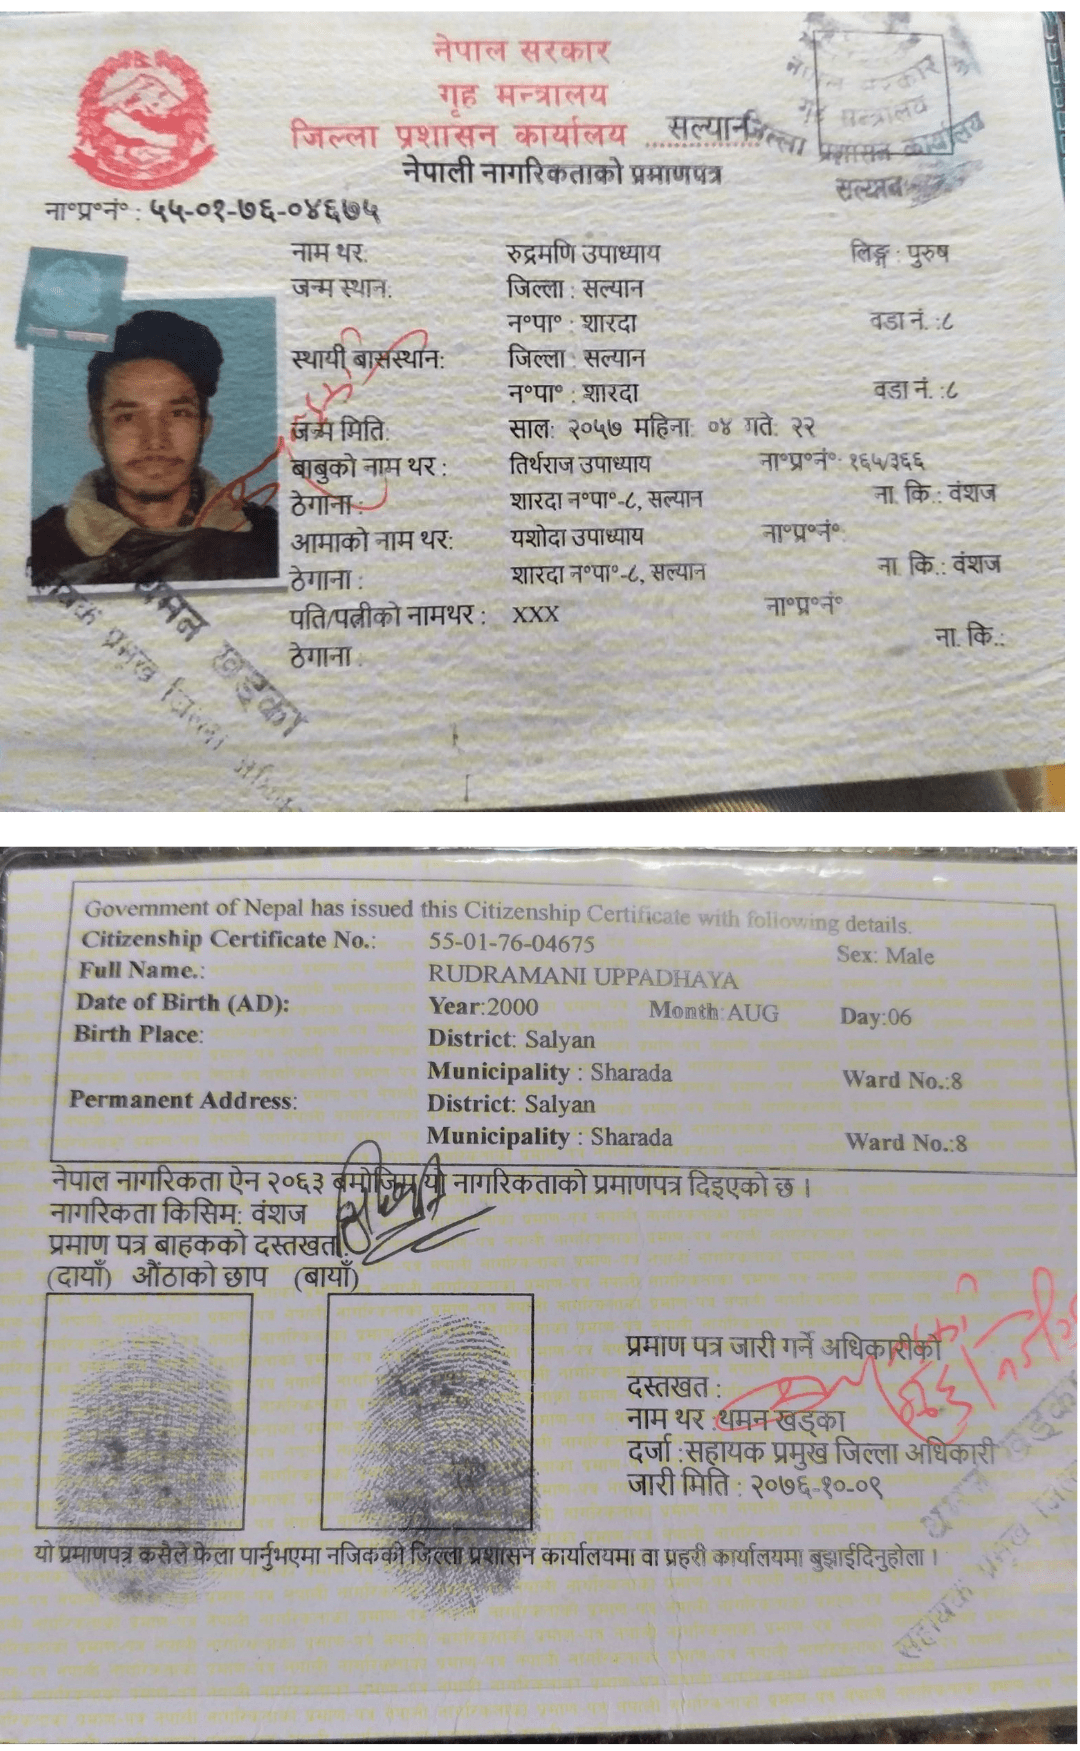 नेपाल सरकार
गृह मन्त्रालय
जिल्ला प्रशासन कार्यालय सल्यान
नेपाली नागरिकताको प्रमाणपत्र
नेपाल सरकार
गृह मन्त्रालय
जिल्ला प्रशासन कार्यालय
सल्यान
ना॰प्र॰नं॰ : ५५-०१-७६-०४६७५
नाम थर: रुद्रमणि उपाध्याय लिङ्ग : पुरुष
जन्म स्थान: जिल्ला : सल्यान
न॰पा॰ : शारदा वडा नं. :८
स्थायी बासस्थान: जिल्ला : सल्यान
न॰पा॰ : शारदा वडा नं. :८
जन्म मिति: साल: २०५७ महिना: ०४ गते: २२
बाबुको नाम थर : तिर्थराज उपाध्याय ना॰प्र॰नं॰: १६५/३६६
ठेगाना : शारदा न॰पा॰-८, सल्यान ना. कि.: वंशज
आमाको नाम थर: यशोदा उपाध्याय ना॰प्र॰नं॰:
ठेगाना : शारदा न॰पा॰-८, सल्यान ना. कि.: वंशज
पति/पत्नीको नामथर : XXX ना॰प्र॰नं॰
ठेगाना : ना. कि.:
थमन खड्का
प्रमुख जिल्ला
Government of Nepal has issued this Citizenship Certificate with following details.
Citizenship Certificate No.: 55-01-76-04675 Sex: Male
Full Name.: RUDRAMANI UPPADHAYA
Date of Birth (AD): Year:2000 Month:AUG Day:06
Birth Place: District: Salyan
Municipality : Sharada Ward No.:8
Permanent Address: District: Salyan
Municipality : Sharada Ward No.:8
नेपाल नागरिकता ऐन २०६३ बमोजिम यो नागरिकताको प्रमाणपत्र दिइएको छ ।
नागरिकता किसिम: वंशज
प्रमाण पत्र बाहकको दस्तखत :
(दायाँ) औंठाको छाप (बायाँ)
प्रमाण पत्र जारी गर्ने अधिकारीको
दस्तखत :
नाम थर :थमन खड्का
दर्जा :सहायक प्रमुख जिल्ला अधिकारी
जारी मिति : २०७६-१०-०९
थमन खड्का
सहायक प्रमुख
यो प्रमाणपत्र कसैले फेला पार्नुभएमा नजिकको जिल्ला प्रशासन कार्यालयमा वा प्रहरी कार्यालयमा बुझाईदिनुहोला ।